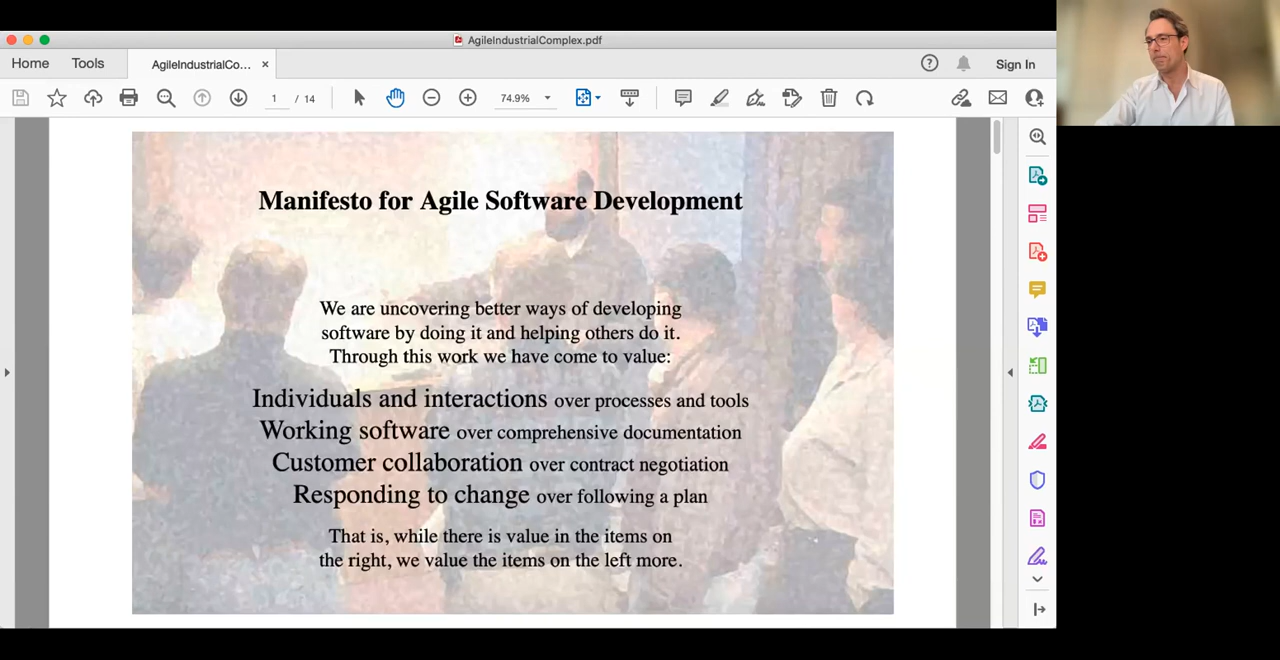 AgileIndustrialComplex.pdf
Home Tools AgileIndustrialCo... × Sign In
1 / 14 74.9%
Manifesto for Agile Software Development
We are uncovering better ways of developing
software by doing it and helping others do it.
Through this work we have come to value:
Individuals and interactions over processes and tools
Working software over comprehensive documentation
Customer collaboration over contract negotiation
Responding to change over following a plan
That is, while there is value in the items on
the right, we value the items on the left more.